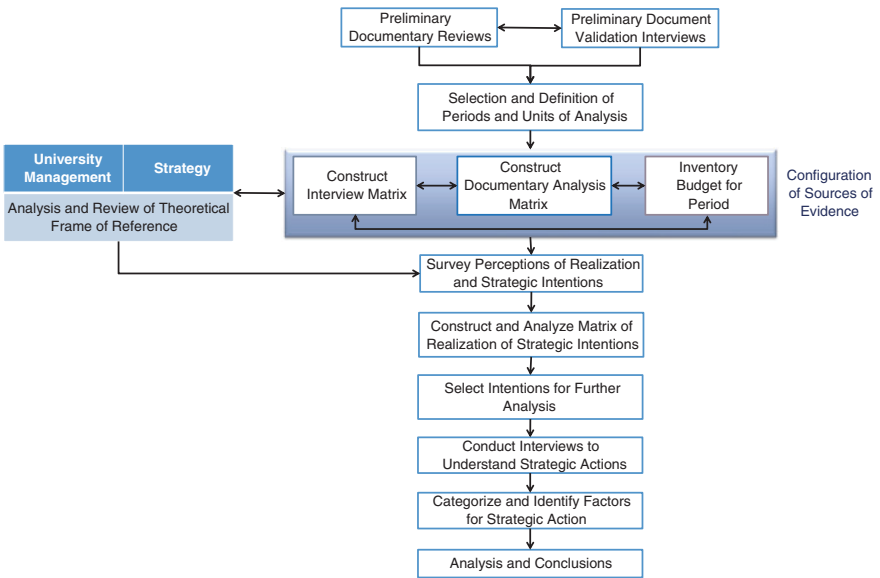 Preliminary
Documentary Reviews
Preliminary Document
Validation Interviews
Selection and Definition of
Periods and Units of Analysis
University
Management
Strategy
Analysis and Review of Theoretical
Frame of Reference
Construct
Interview Matrix
Construct
Documentary Analysis
Matrix
Inventory
Budget for
Period
Configuration
of Sources of
Evidence
Survey Perceptions of Realization
and Strategic Intentions
Construct and Analyze Matrix of
Realization of Strategic Intentions
Select Intentions for Further
Analysis
Conduct Interviews to
Understand Strategic Actions
Categorize and Identify Factors
for Strategic Action
Analysis and Conclusions